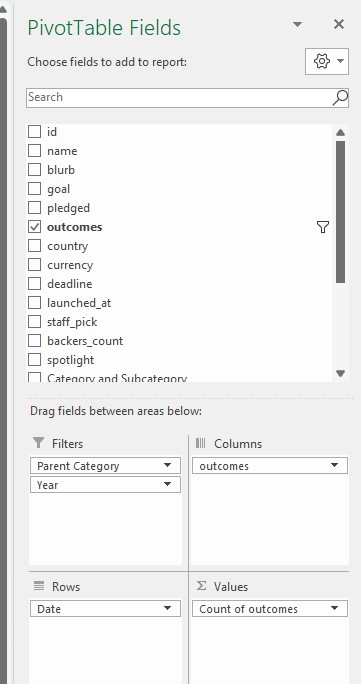 PivotTable Fields
Choose fields to add to report:
Search
id
name
blurb
goal
pledged
outcomes
country
currency
deadline
launched_at
staff_pick
backers_count
spotlight
Category and Subcategory
Drag fields between areas below:
Filters
Parent Category
Year
Columns
outcomes
Rows
Date
Σ Values
Count of outcomes